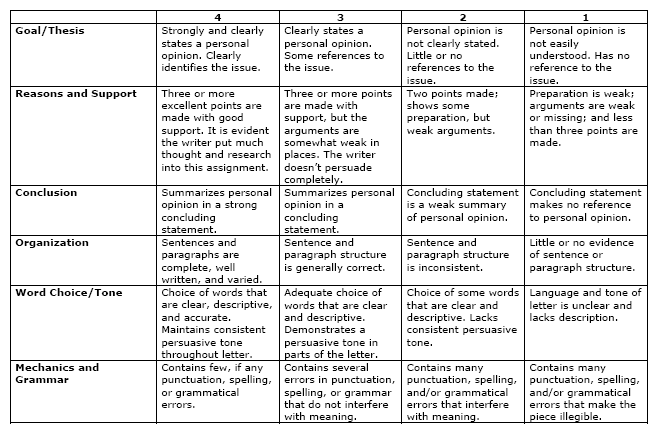 4 3 2 1
Goal/Thesis
Strongly and clearly
states a personal
opinion. Clearly
identifies the issue.
Clearly states a
personal opinion.
Some references to
the issue.
Personal opinion is
not clearly stated.
Little or no
references to the
issue.
Personal opinion is
not easily
understood. Has no
reference to the
issue.
Reasons and Support
Three or more
excellent points are
made with good
support. It is evident
the writer put much
thought and research
into this assignment.
Three or more points
are made with
support, but the
arguments are
somewhat weak in
places. The writer
doesn't persuade
completely.
Two points made;
shows some
preparation, but
weak arguments.
Preparation is weak;
arguments are weak
or missing; and less
than three points are
made.
Conclusion
Summarizes personal
opinion in a strong
concluding
statement.
Summarizes personal
opinion in a
concluding
statement.
Concluding statement
is a weak summary
of personal opinion.
Concluding statement
makes no reference
to personal opinion.
Organization
Sentences and
paragraphs are
complete, well
written, and varied.
Sentence and
paragraph structure
is generally correct.
Sentence and
paragraph structure
is inconsistent.
Little or no evidence
of sentence or
paragraph structure.
Word Choice/Tone
Choice of words that
are clear, descriptive,
and accurate.
Maintains consistent
persuasive tone
throughout letter.
Adequate choice of
words that are clear
and descriptive.
Demonstrates a
persuasive tone in
parts of the letter.
Choice of some words
that are clear and
descriptive. Lacks
consistent persuasive
tone.
Language and tone of
letter is unclear and
lacks description.
Mechanics and
Grammar
Contains few, if any
punctuation, spelling,
or grammatical
errors.
Contains several
errors in punctuation,
spelling, or grammar
that do not interfere
with meaning.
Contains many
punctuation, spelling,
and/or grammatical
errors that interfere
with meaning.
Contains many
punctuation, spelling,
and/or grammatical
errors that make the
piece illegible.